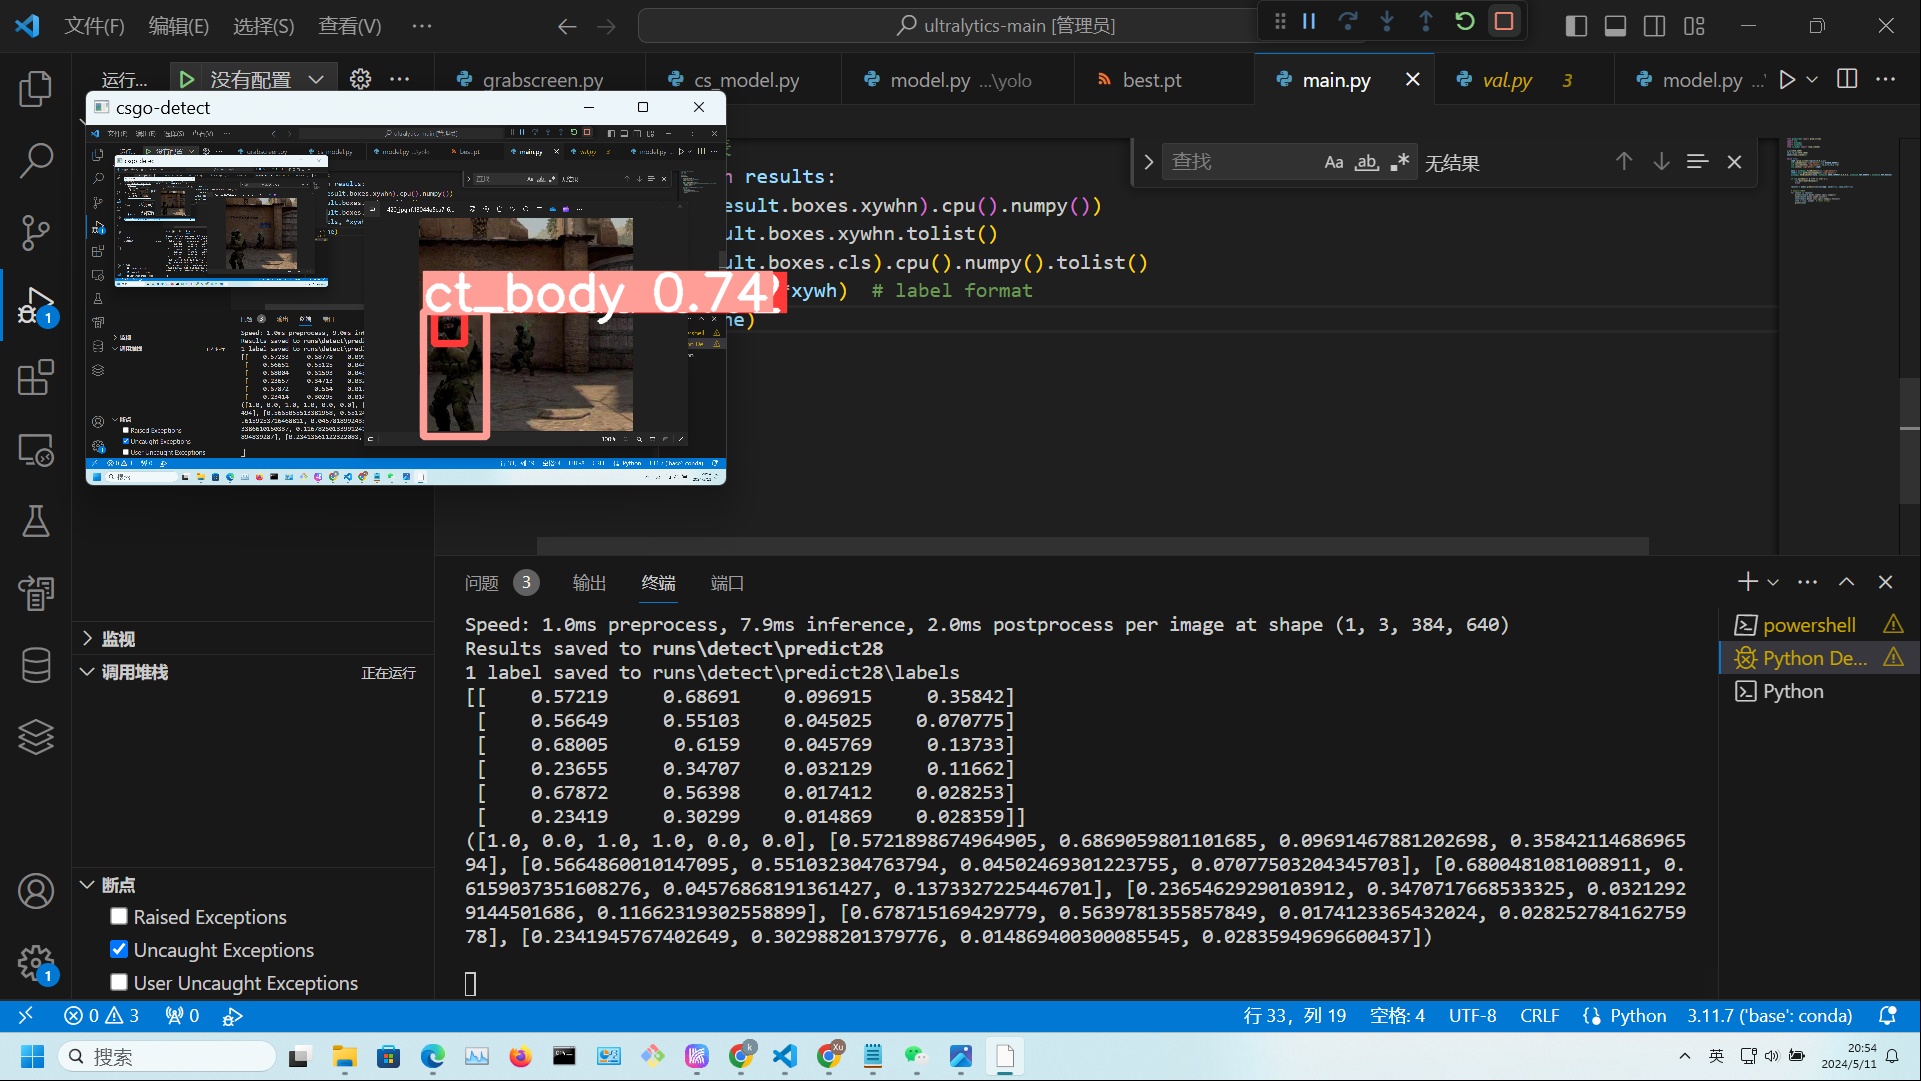 文件(F) 编辑(E) 选择(S) 查看(V) ···
ultralytics-main [管理员]
运行... 没有配置 ···
grabscreen.py
cs_model.py
model.py ...\yolo
best.pt
main.py
val.py 3
model.py ...
csgo-detect
查找
Aa ab 无结果
n results:
esult.boxes.xywhn).cpu().numpy())
ult.boxes.xywhn.tolist()
ult.boxes.cls).cpu().numpy().tolist()
*xywh)  # label format
ne)
ct_body 0.74
问题 3 输出 终端 端口
Speed: 1.0ms preprocess, 7.9ms inference, 2.0ms postprocess per image at shape (1, 3, 384, 640)
Results saved to runs\detect\predict28
1 label saved to runs\detect\predict28\labels
[[    0.57219     0.68691    0.096915     0.35842]
 [    0.56649     0.55103    0.045025    0.070775]
 [    0.68005      0.6159    0.045769     0.13733]
 [    0.23655     0.34707    0.032129     0.11662]
 [    0.67872     0.56398    0.017412    0.028253]
 [    0.23419     0.30299    0.014869    0.028359]]
([1.0, 0.0, 1.0, 1.0, 0.0, 0.0], [0.5721898674964905, 0.6869059801101685, 0.09691467881202698, 0.35842114686965
94], [0.5664860010147095, 0.551032304763794, 0.04502469301223755, 0.07077503204345703], [0.6800481081008911, 0.
61590373516082​76, 0.04576868191361427, 0.1373327225446701], [0.23654629290103912, 0.3470717668533325, 0.0321292
9144501686, 0.11662319302558899], [0.678715169429779, 0.5639781355857849, 0.0174123365432024, 0.028252784162759
78], [0.2341945767402649, 0.302988201379776, 0.014869400300085545, 0.02835949696600437])
powershell
Python De...
Python
监视
调用堆栈 正在运行
断点
Raised Exceptions
Uncaught Exceptions
User Uncaught Exceptions
1
1
0 3 0
行 33，列 19 空格: 4 UTF-8 CRLF Python 3.11.7 ('base': conda)
搜索
英
20:54
2024/5/11